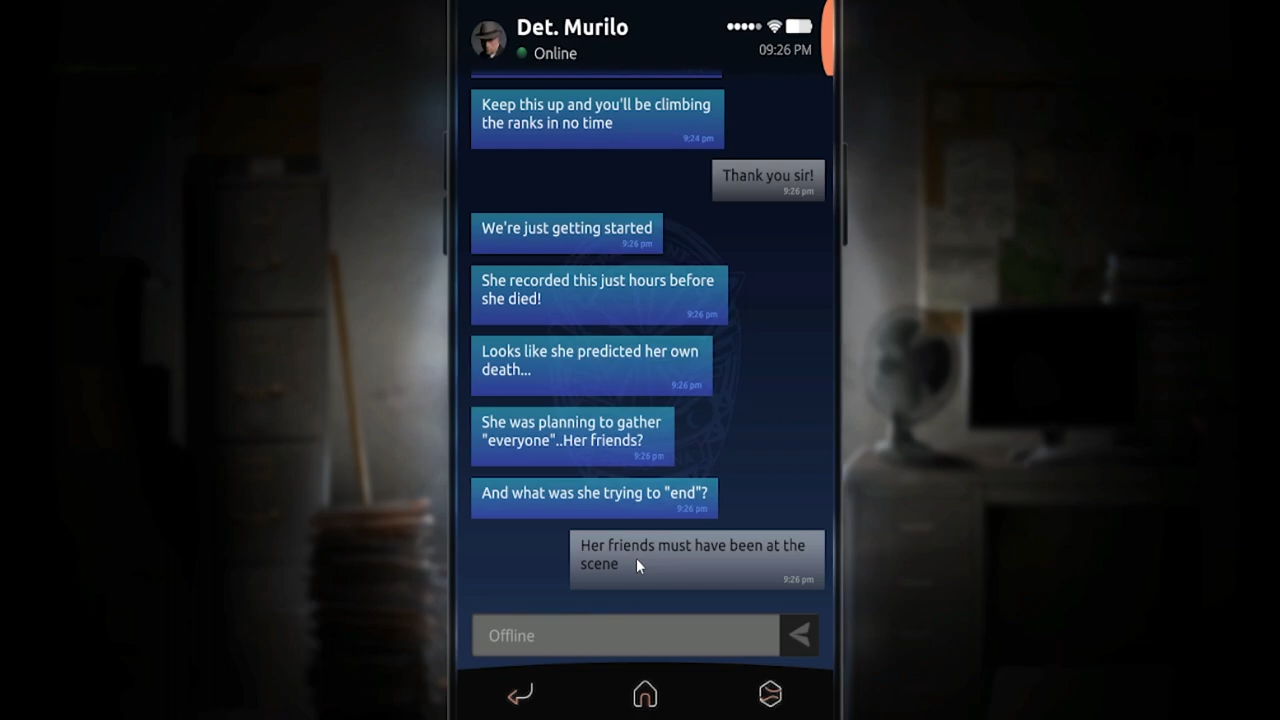 Det. Murilo
Online
09:26 PM
Keep this up and you'll be climbing
the ranks in no time
9:24 pm
Thank you sir!
9:26 pm
We're just getting started
9:26 pm
She recorded this just hours before
she died!
9:26 pm
Looks like she predicted her own
death...
9:26 pm
She was planning to gather
"everyone"..Her friends?
9:26 pm
And what was she trying to "end"?
9:26 pm
Her friends must have been at the
scene
9:26 pm
Offline